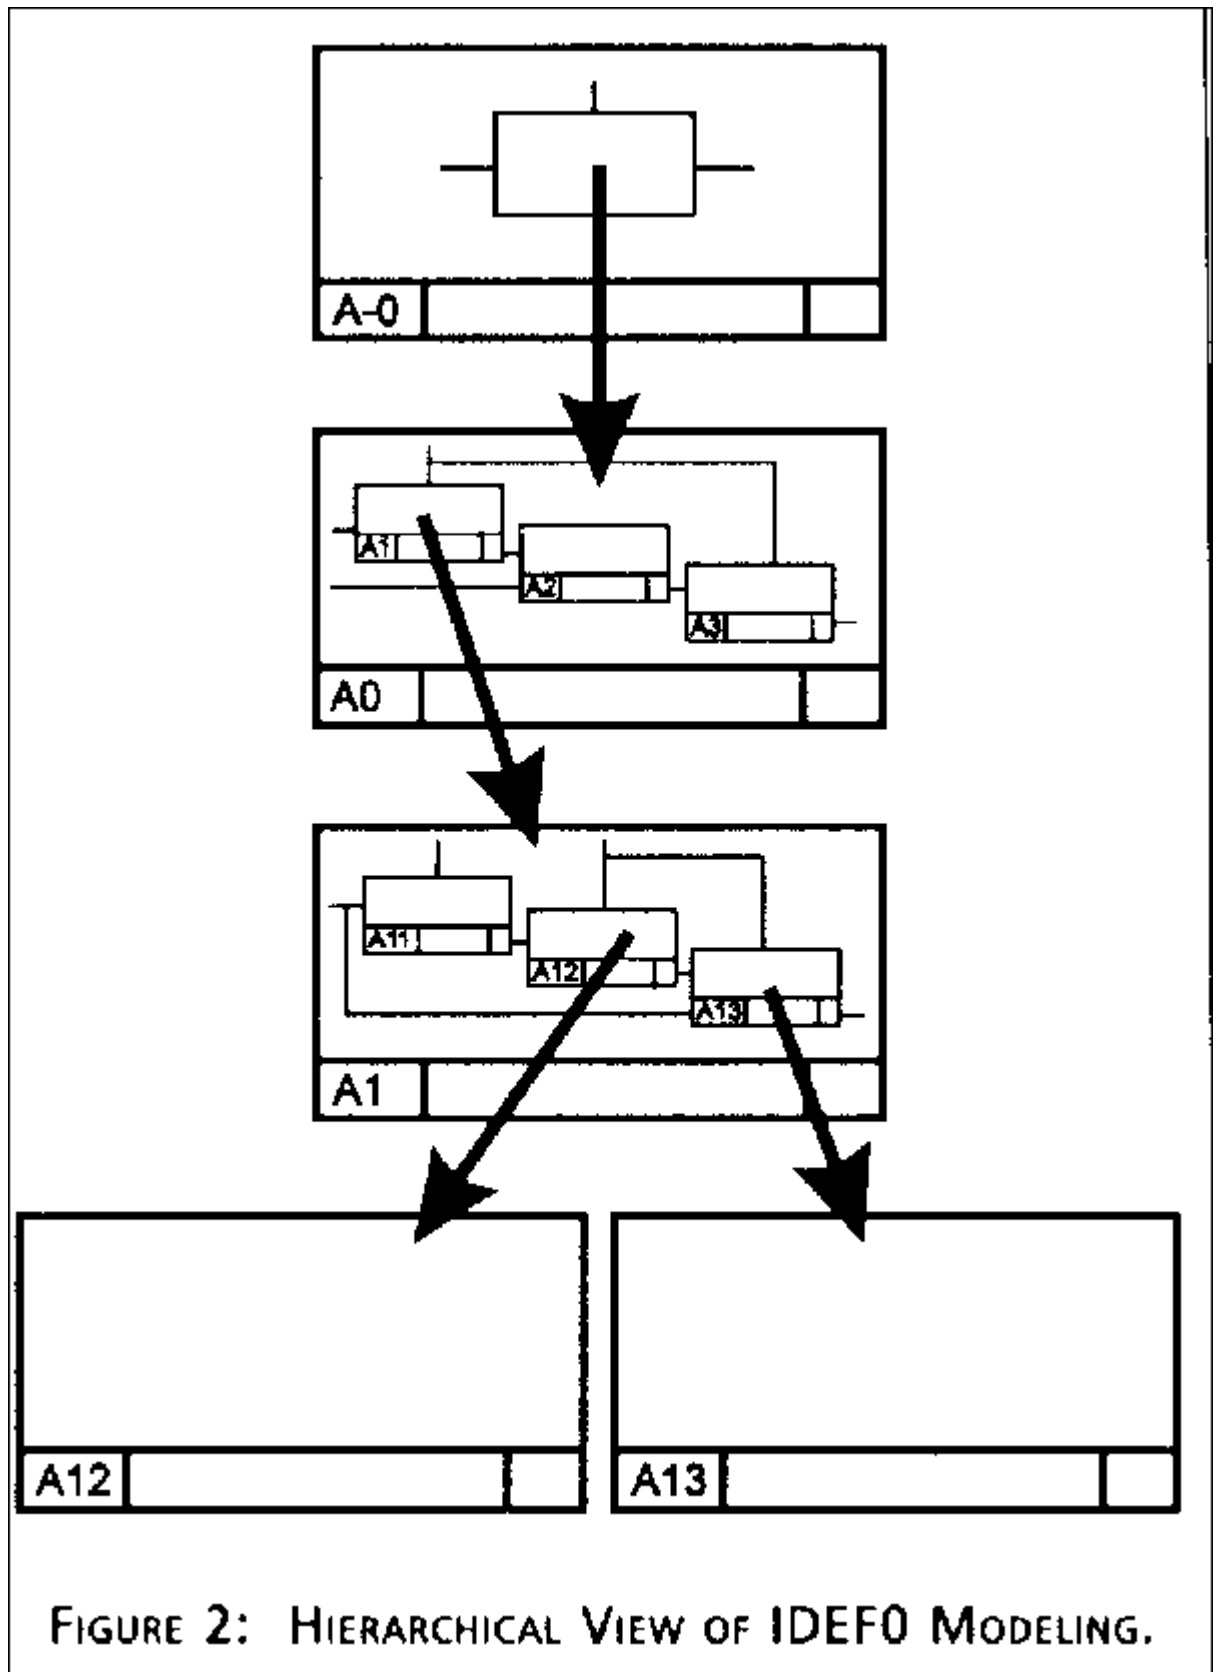 A-0
A1
A2
A3
A0
A11
A12
A13
A1
A12
A13
FIGURE 2: HIERARCHICAL VIEW OF IDEF0 MODELING.